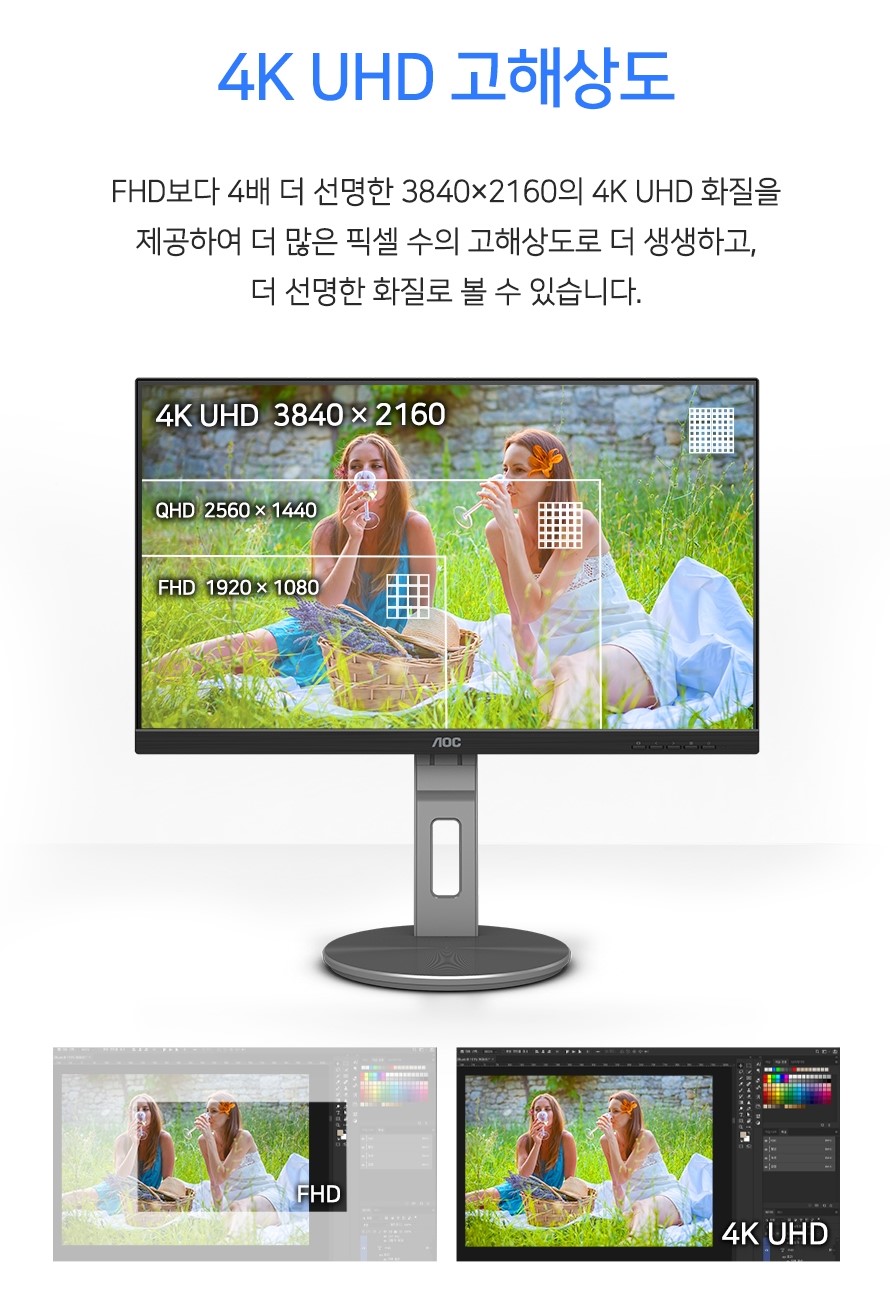 4K UHD 고해상도
FHD보다 4배 더 선명한 3840×2160의 4K UHD 화질을
제공하여 더 많은 픽셀 수의 고해상도로 더 생생하고,
더 선명한 화질로 볼 수 있습니다.
4K UHD 3840 × 2160
QHD 2560 × 1440
FHD 1920 × 1080
AOC
FHD
4K UHD